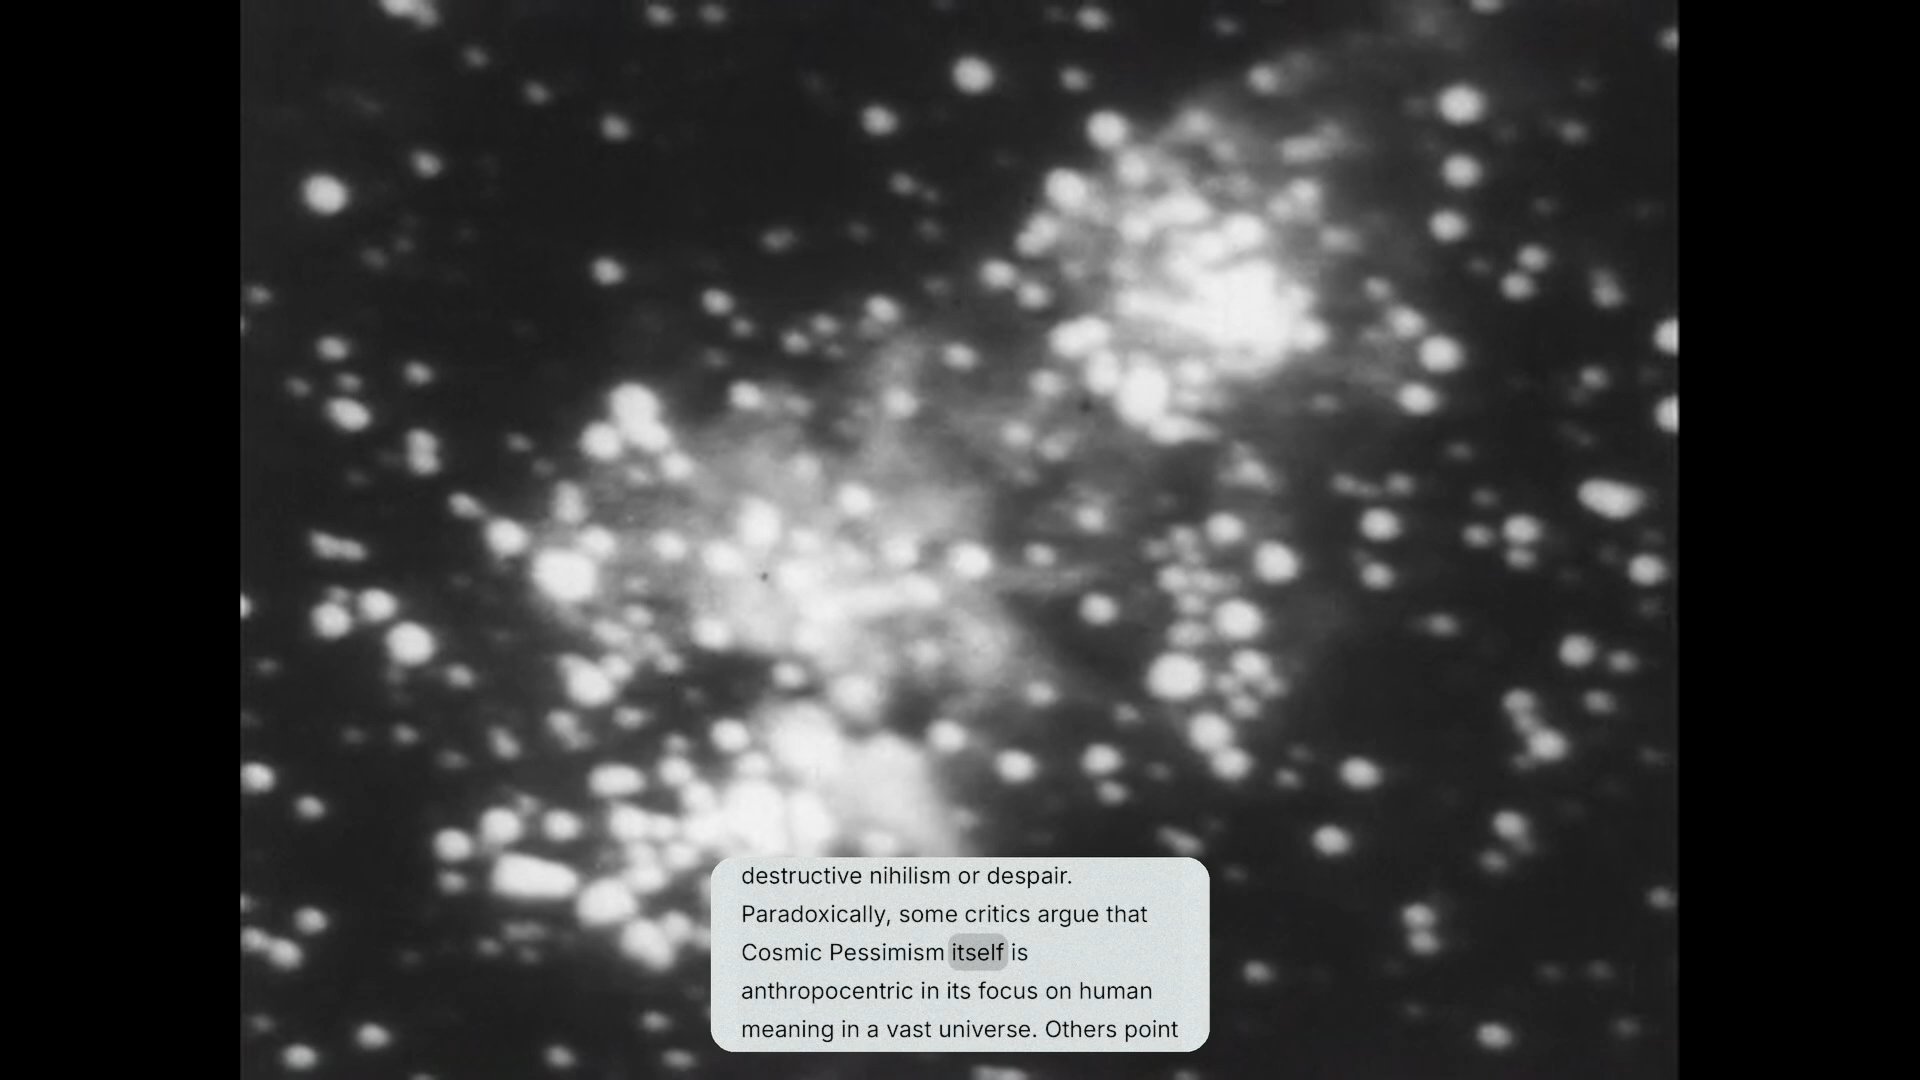 destructive nihilism or despair.
Paradoxically, some critics argue that
Cosmic Pessimism itself is
anthropocentric in its focus on human
meaning in a vast universe. Others point